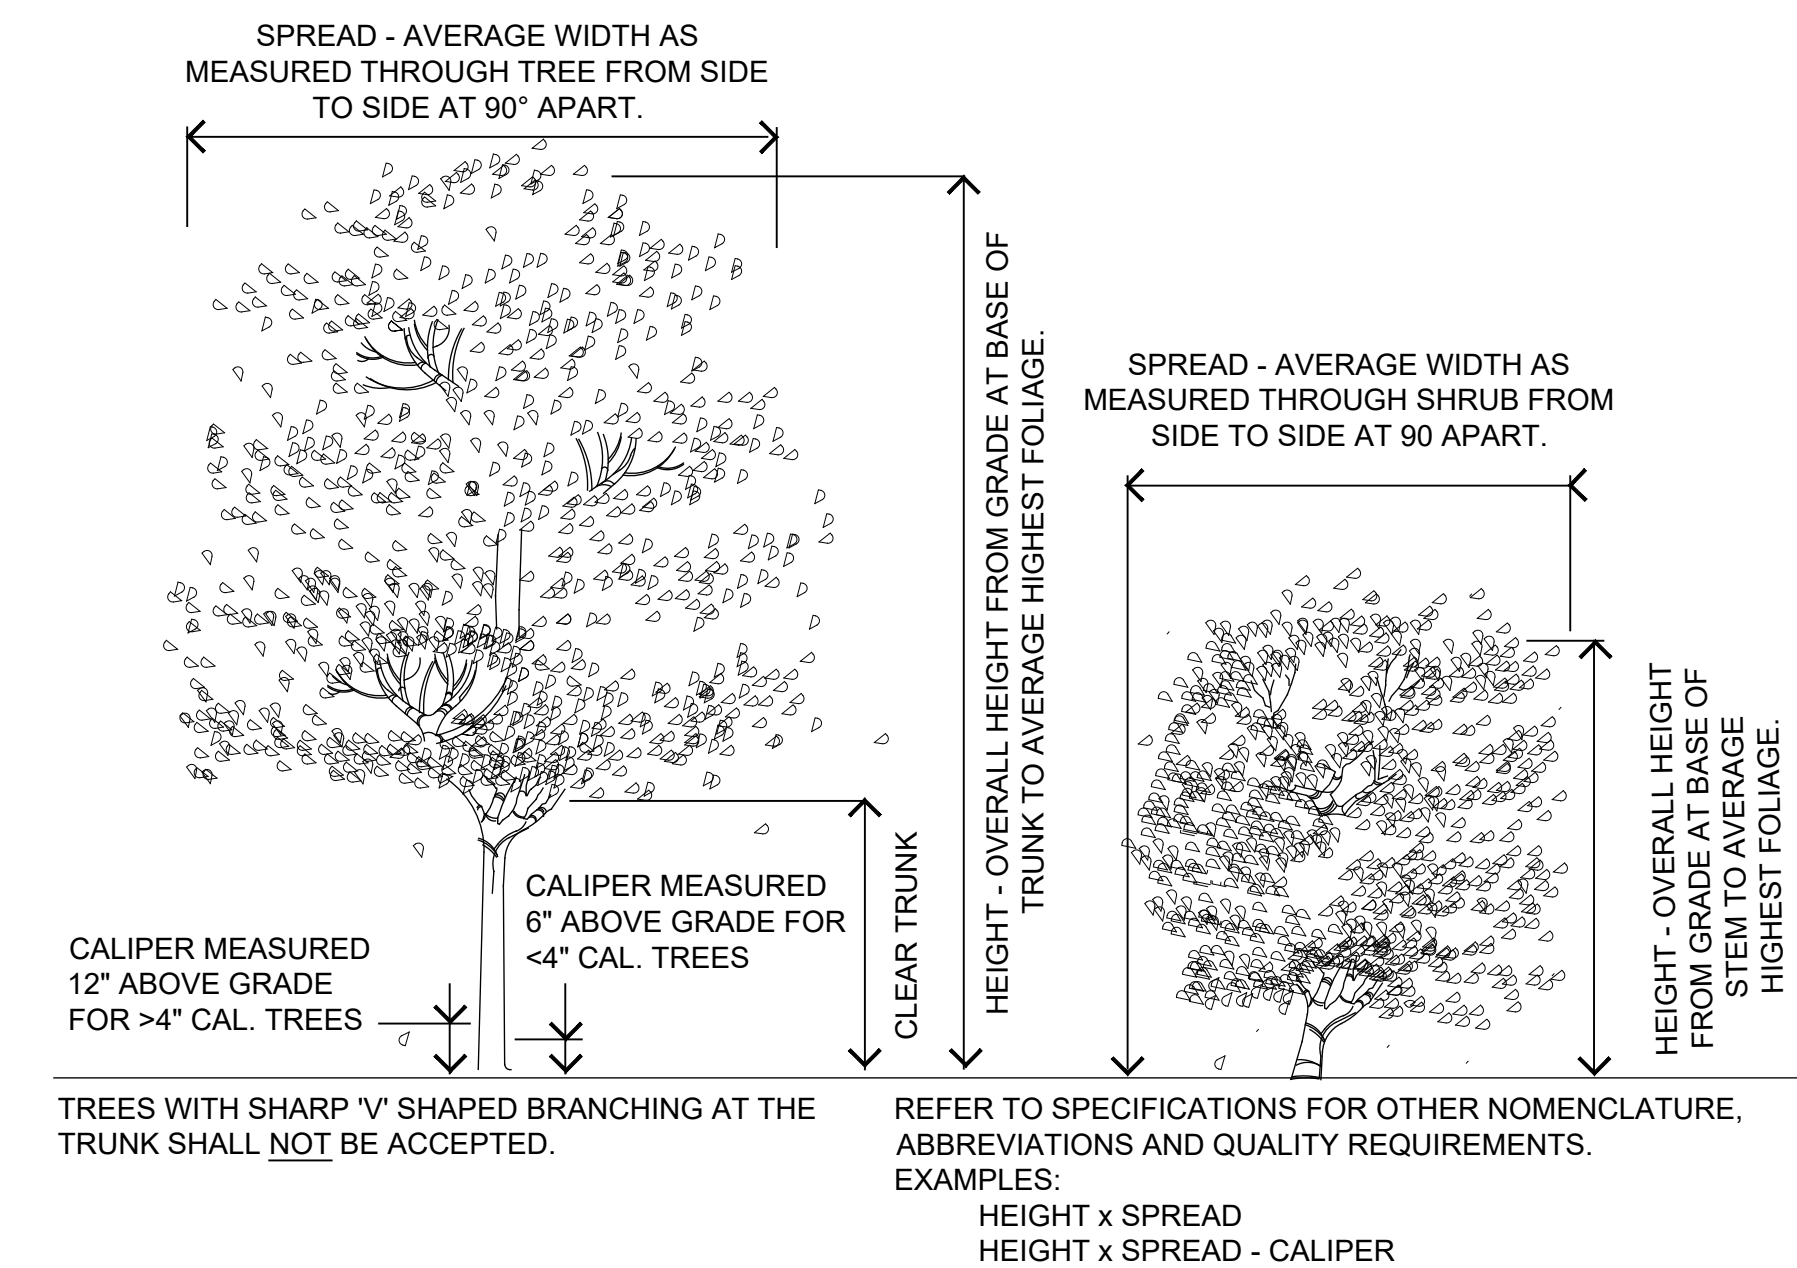 SPREAD - AVERAGE WIDTH AS
MEASURED THROUGH TREE FROM SIDE
TO SIDE AT 90° APART.
HEIGHT - OVERALL HEIGHT FROM GRADE AT BASE OF
TRUNK TO AVERAGE HIGHEST FOLIAGE.
SPREAD - AVERAGE WIDTH AS
MEASURED THROUGH SHRUB FROM
SIDE TO SIDE AT 90 APART.
HEIGHT - OVERALL HEIGHT
FROM GRADE AT BASE OF
STEM TO AVERAGE
HIGHEST FOLIAGE.
CLEAR TRUNK
CALIPER MEASURED
6" ABOVE GRADE FOR
<4" CAL. TREES
CALIPER MEASURED
12" ABOVE GRADE
FOR >4" CAL. TREES
TREES WITH SHARP 'V' SHAPED BRANCHING AT THE
TRUNK SHALL NOT BE ACCEPTED.
REFER TO SPECIFICATIONS FOR OTHER NOMENCLATURE,
ABBREVIATIONS AND QUALITY REQUIREMENTS.
EXAMPLES:
HEIGHT x SPREAD
HEIGHT x SPREAD - CALIPER